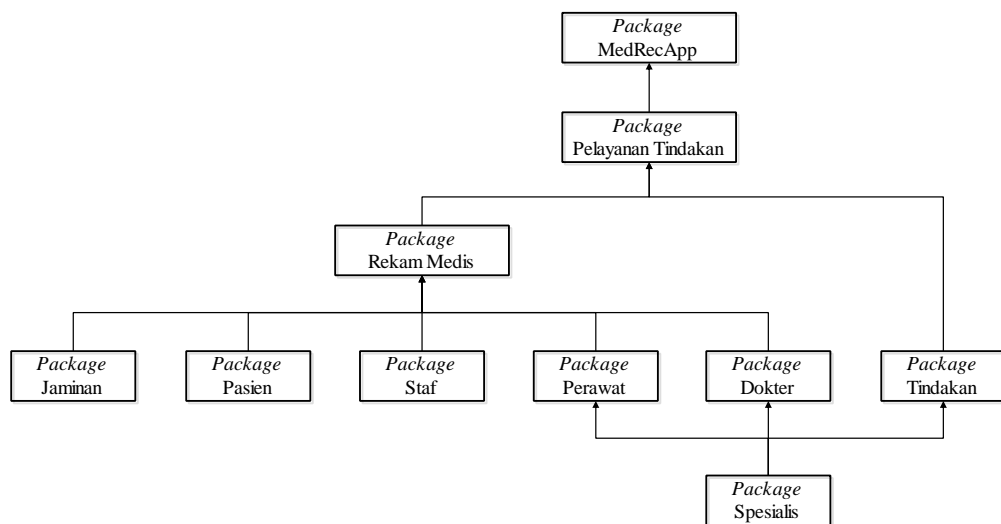 Package
MedRecApp
Package
Pelayanan Tindakan
Package
Rekam Medis
Package
Jaminan
Package
Pasien
Package
Staf
Package
Perawat
Package
Dokter
Package
Tindakan
Package
Spesialis